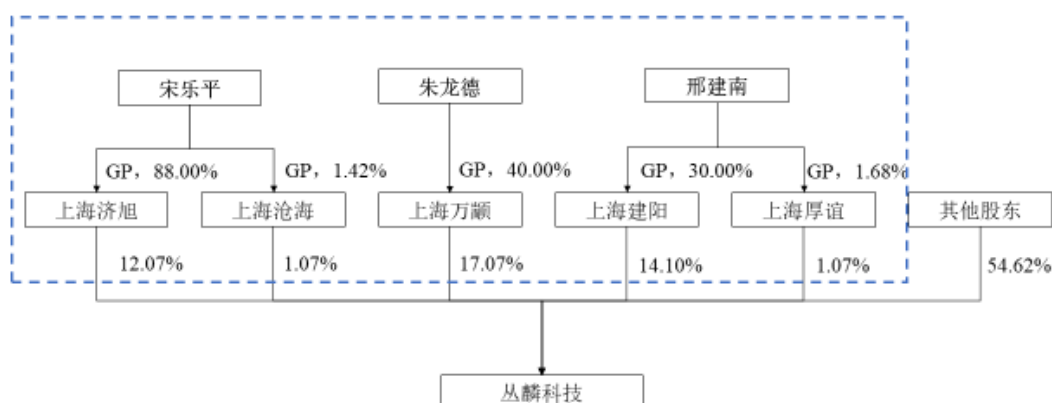 宋乐平 朱龙德 邢建南
GP，88.00% GP，1.42% GP，40.00% GP，30.00% GP，1.68%
上海济旭 上海沧海 上海万颛 上海建阳 上海厚谊 其他股东
12.07% 1.07% 17.07% 14.10% 1.07% 54.62%
丛麟科技